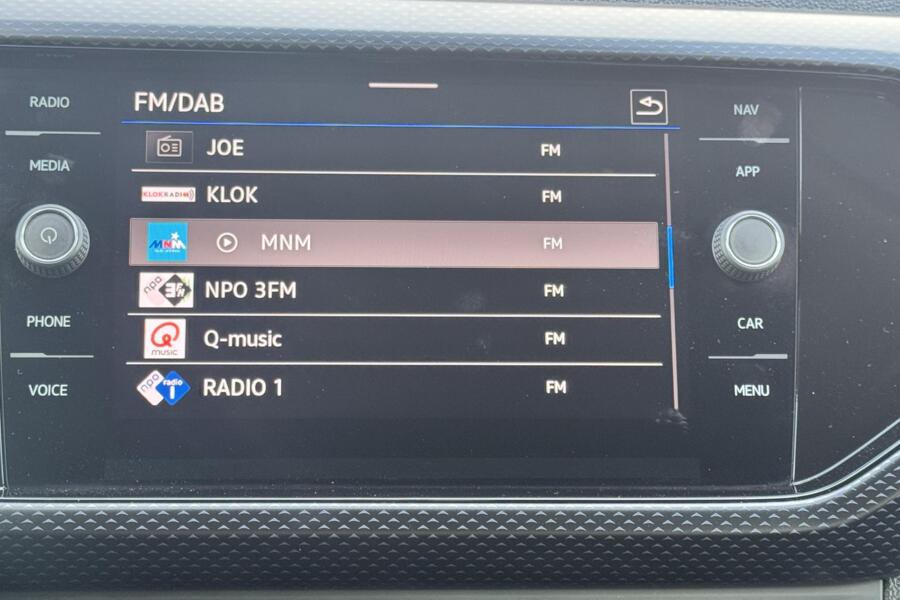 RADIO
MEDIA
PHONE
VOICE
FM/DAB
JOE FM
KLOKRADIO KLOK FM
MNM MNM FM
npo 3FM NPO 3FM FM
Q music Q-music FM
npo radio 1 RADIO 1 FM
NAV
APP
CAR
MENU